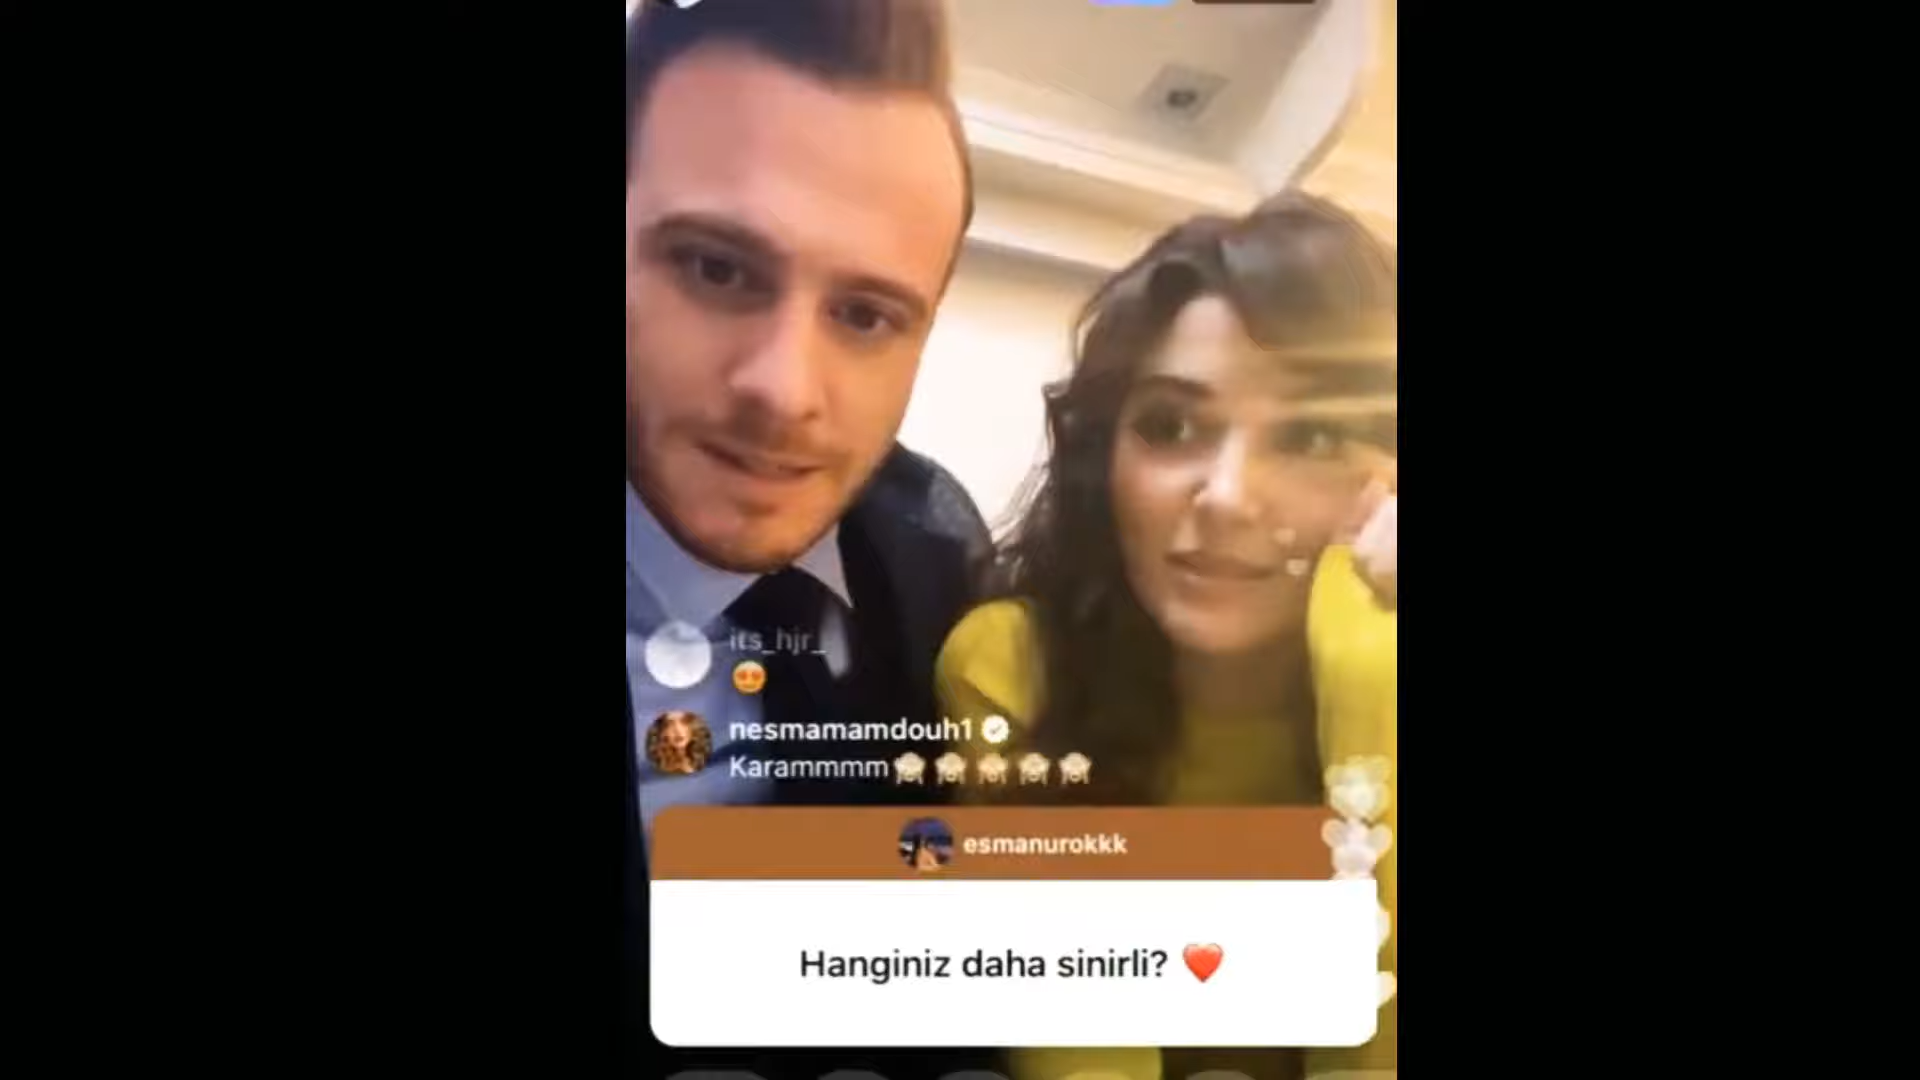 its_hjr_
😍
nesmamamdouh1
Karammmm🙈🙈🙈🙈🙈
esmanurokkk
Hanginiz daha sinirli? ❤️